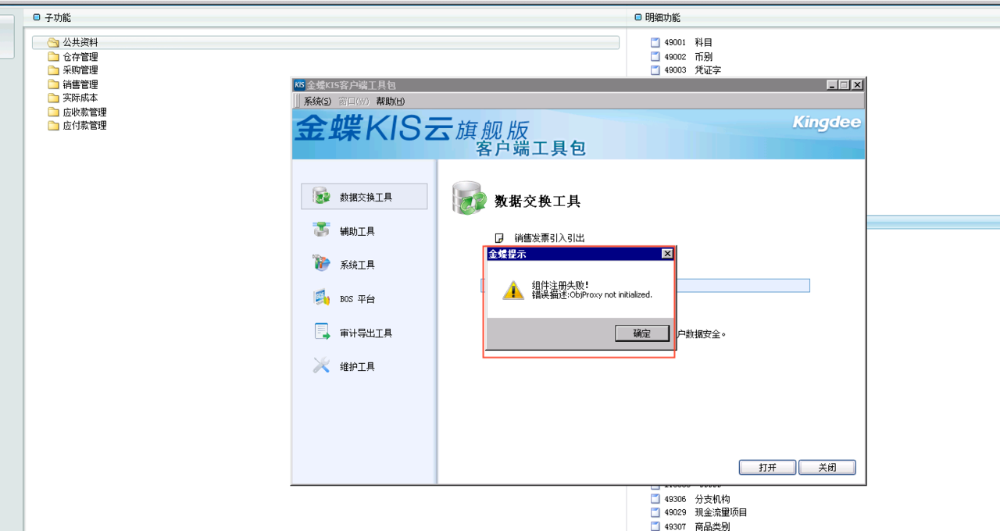 子功能
明细功能
公共资料
仓存管理
采购管理
销售管理
实际成本
应收款管理
应付款管理
49001 科目
49002 币别
49003 凭证字
KIS 金蝶KIS客户端工具包
系统(S) 窗口(W) 帮助(H)
金蝶KIS云旗舰版
客户端工具包
Kingdee
数据交换工具
辅助工具
系统工具
BOS 平台
审计导出工具
维护工具
数据交换工具
销售发票引入引出
金蝶提示
组件注册失败!
错误描述:ObjProxy not initialized.
确定
户数据安全。
打开
关闭
49306 分支机构
49029 现金流量项目
49307 商品类别